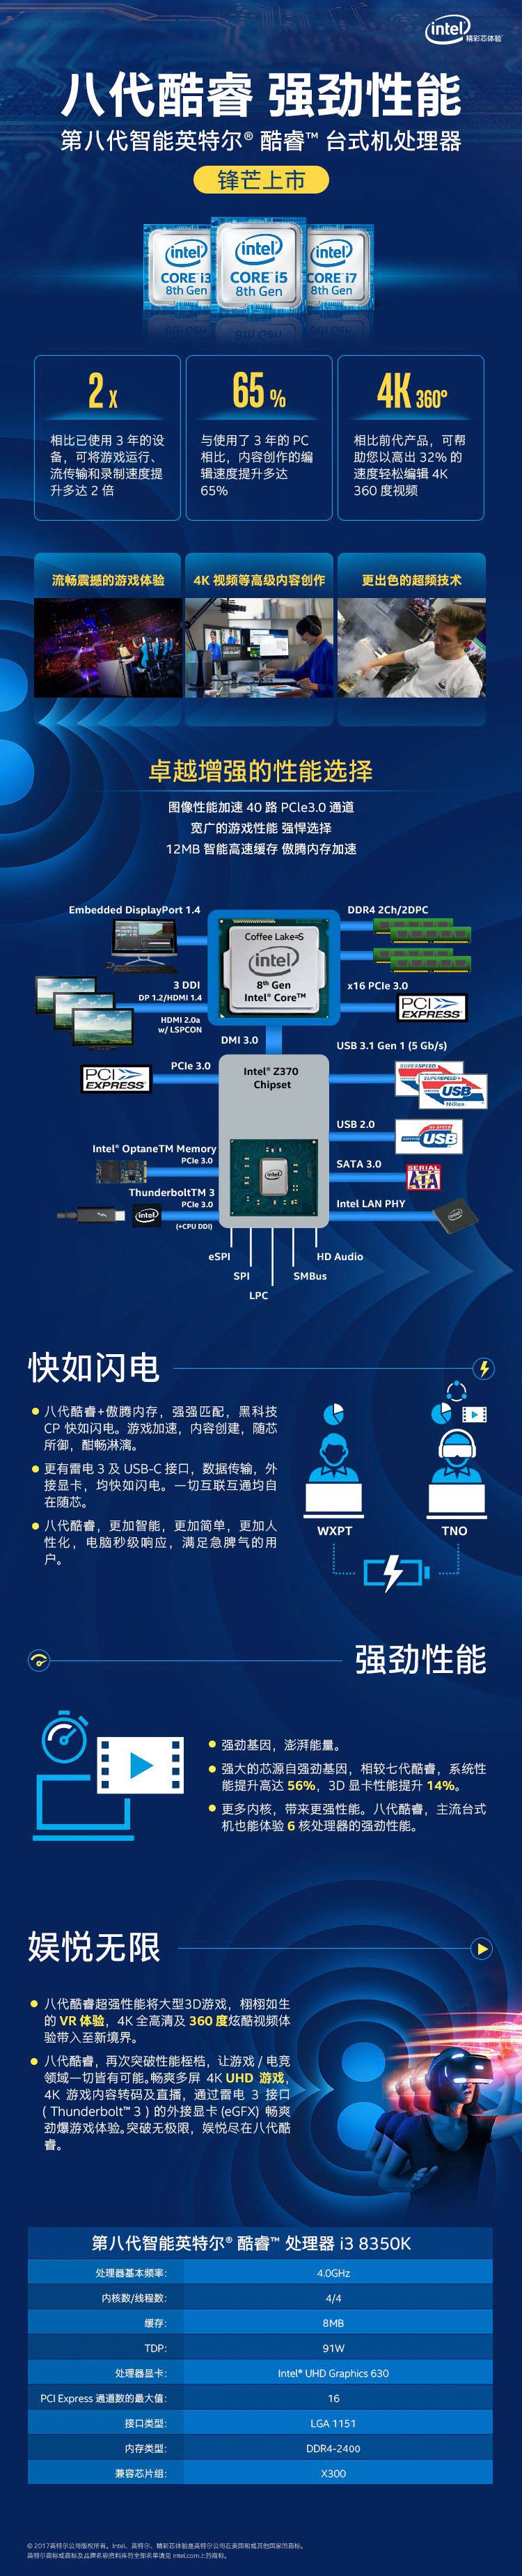 intel
精彩芯体验
八代酷睿 强劲性能
第八代智能英特尔® 酷睿™ 台式机处理器
锋芒上市
intel
CORE i3
8th Gen
intel
CORE i5
8th Gen
intel
CORE i7
8th Gen
2 x
相比已使用 3 年的设
备，可将游戏运行、
流传输和录制速度提
升多达 2 倍
65 %
与使用了 3 年的 PC
相比，内容创作的编
辑速度提升多达
65%
4K 360°
相比前代产品，可帮
助您以高出 32% 的
速度轻松编辑 4K
360 度视频
流畅震撼的游戏体验
4K 视频等高级内容创作
更出色的超频技术
卓越增强的性能选择
图像性能加速 40 路 PCIe3.0 通道
宽广的游戏性能 强悍选择
12MB 智能高速缓存 傲腾内存加速
Embedded DisplayPort 1.4
DDR4 2Ch/2DPC
Coffee Lake-S
intel
8th Gen
Intel® Core™
3 DDI
DP 1.2/HDMI 1.4
HDMI 2.0a
w/ LSPCON
x16 PCIe 3.0
PCI
EXPRESS
DMI 3.0
USB 3.1 Gen 1 (5 Gb/s)
PCIe 3.0
PCI
EXPRESS
Intel® Z370
Chipset
SUPERSPEED
SUPERSPEED+
USB
USB 2.0
HI-SPEED
CERTIFIED
USB
Intel® OptaneTM Memory
PCIe 3.0
SATA 3.0
SERIAL
ATA
intel
ThunderboltTM 3
PCIe 3.0
(+CPU DDI)
intel
Intel LAN PHY
intel
eSPI
HD Audio
SPI
SMBus
LPC
快如闪电
八代酷睿+傲腾内存，强强匹配，黑科技
CP 快如闪电。游戏加速，内容创建，随芯
所御，酣畅淋漓。
更有雷电 3 及 USB-C 接口，数据传输，外
接显卡，均快如闪电。一切互联互通均自
在随芯。
八代酷睿，更加智能，更加简单，更加人
性化，电脑秒级响应，满足急脾气的用
户。
WXPT
TNO
强劲性能
强劲基因，澎湃能量。
强大的芯源自强劲基因，相较七代酷睿，系统性
能提升高达 56%，3D 显卡性能提升 14%。
更多内核，带来更强性能。八代酷睿，主流台式
机也能体验 6 核处理器的强劲性能。
娱悦无限
八代酷睿超强性能将大型3D游戏，栩栩如生
的 VR 体验，4K 全高清及 360 度炫酷视频体
验带入至新境界。
八代酷睿，再次突破性能桎梏，让游戏 / 电竞
领域一切皆有可能。畅爽多屏 4K UHD 游戏，
4K 游戏内容转码及直播，通过雷电 3 接口
( Thunderbolt™ 3 ) 的外接显卡 (eGFX) 畅爽
劲爆游戏体验。突破无极限，娱悦尽在八代酷
睿。
第八代智能英特尔® 酷睿™ 处理器 i3 8350K
处理器基本频率： 4.0GHz
内核数/线程数： 4/4
缓存： 8MB
TDP： 91W
处理器显卡： Intel® UHD Graphics 630
PCI Express 通道数的最大值： 16
接口类型： LGA 1151
内存类型： DDR4-2400
兼容芯片组： X300
© 2017英特尔公司版权所有。Intel、英特尔、精彩芯体验是英特尔公司在美国和或其他国家的商标。
英特尔商标或商标及品牌名称资料库的全部名单请见 intel.com上的商标。